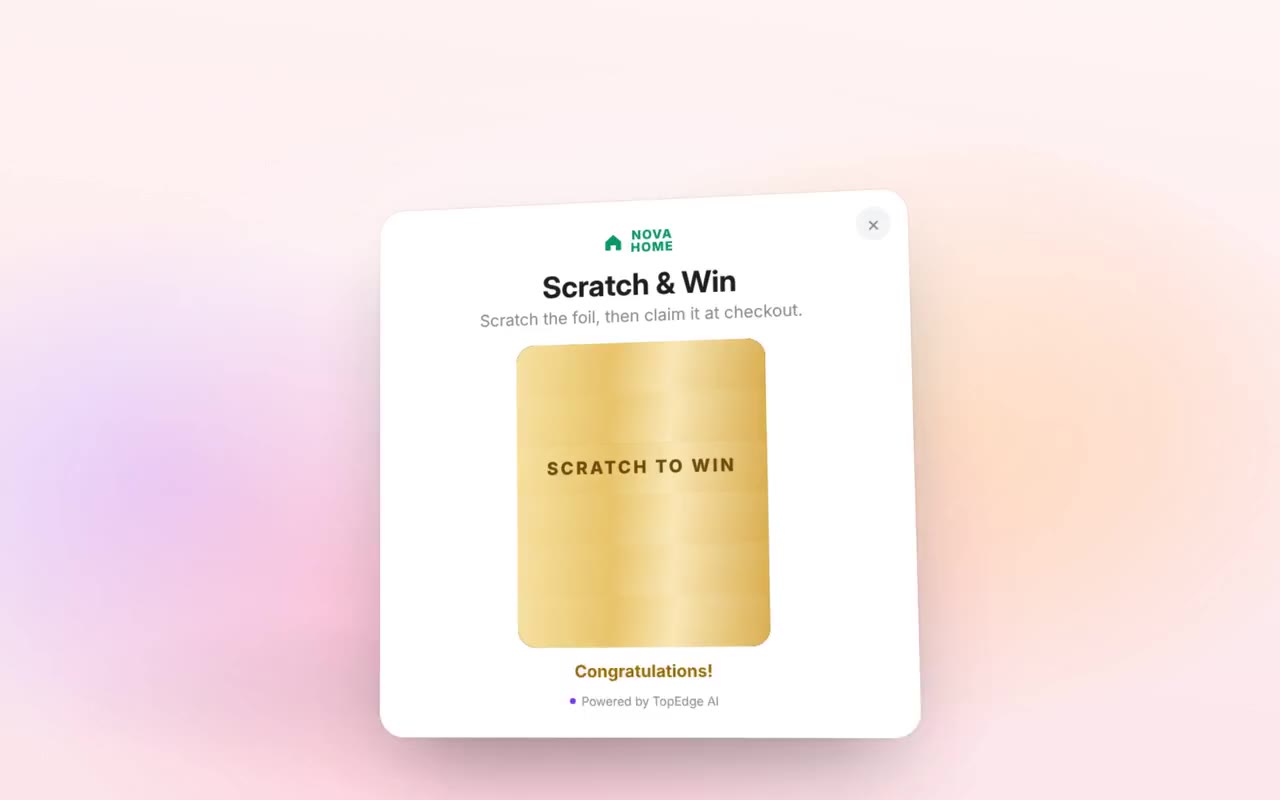 NOVA
HOME
Scratch & Win
Scratch the foil, then claim it at checkout.
SCRATCH TO WIN
Congratulations!
Powered by TopEdge AI